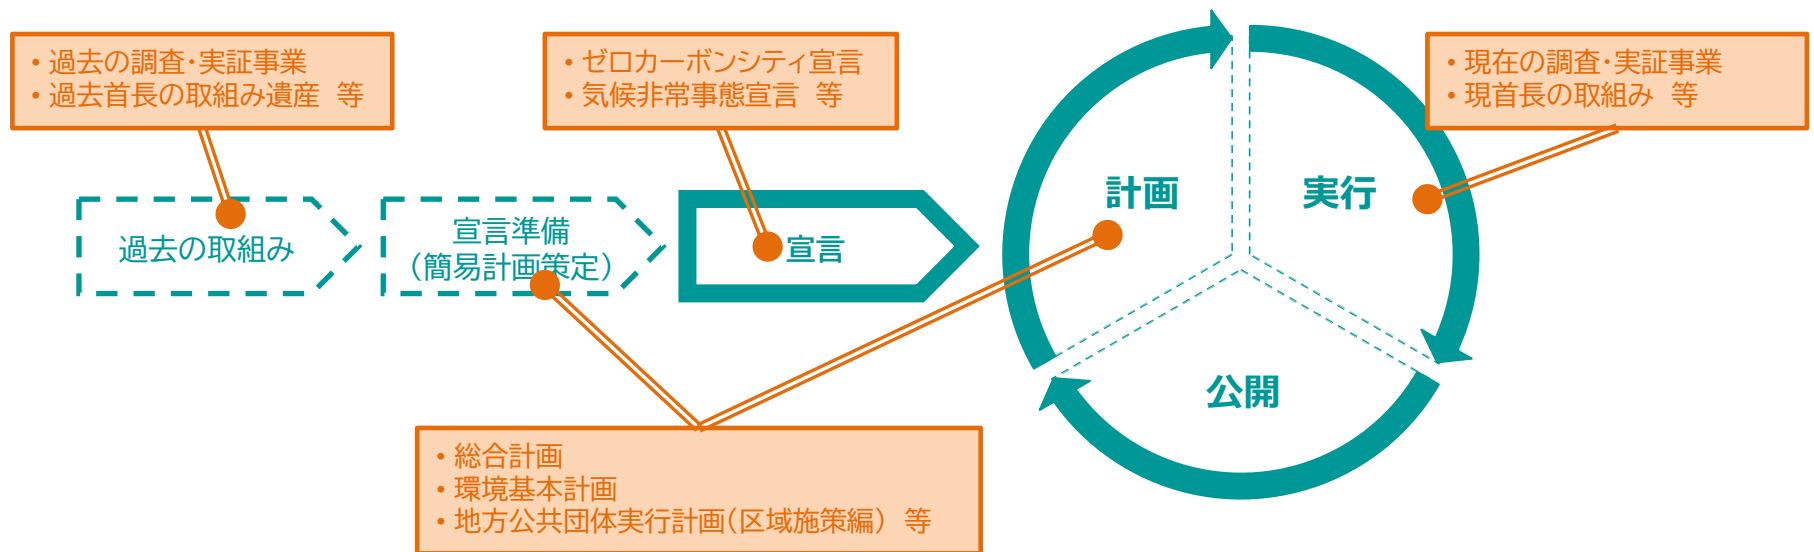 ・過去の調査・実証事業
・過去首長の取組み遺産 等
・ゼロカーボンシティ宣言
・気候非常事態宣言 等
・現在の調査・実証事業
・現首長の取組み 等
過去の取組み
宣言準備
（簡易計画策定）
宣言
計画
実行
公開
・総合計画
・環境基本計画
・地方公共団体実行計画（区域施策編） 等